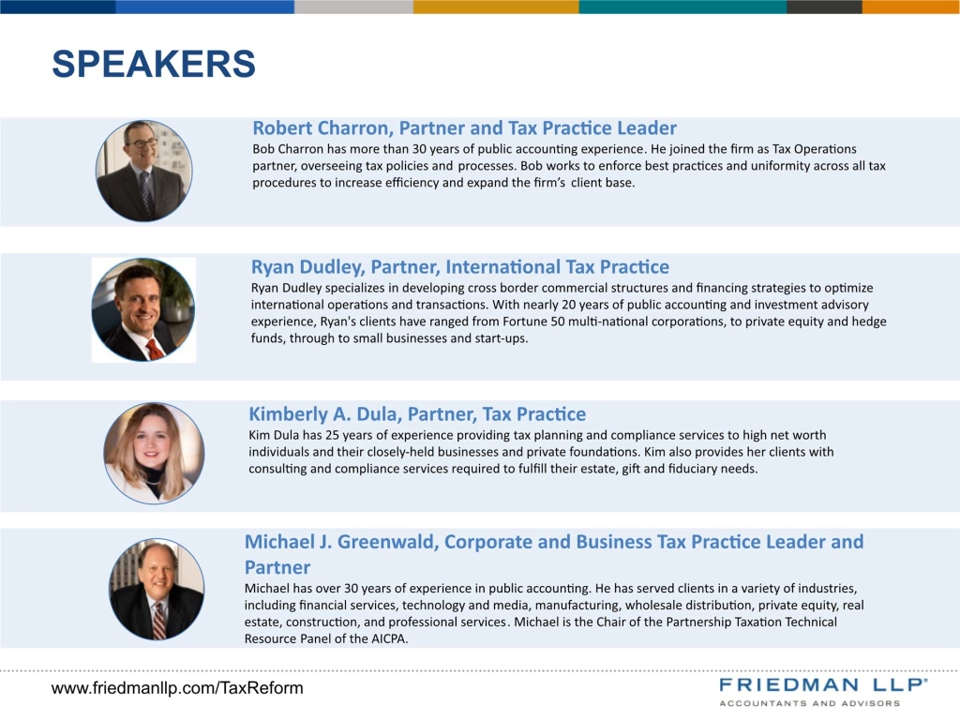 SPEAKERS
Robert Charron, Partner and Tax Practice Leader
Bob Charron has more than 30 years of public accounting experience. He joined the firm as Tax Operations
partner, overseeing tax policies and processes. Bob works to enforce best practices and uniformity across all tax
procedures to increase efficiency and expand the firm's client base.
Ryan Dudley, Partner, International Tax Practice
Ryan Dudley specializes in developing cross border commercial structures and financing strategies to optimize
international operations and transactions. With nearly 20 years of public accounting and investment advisory
experience, Ryan's clients have ranged from Fortune 50 multi-national corporations, to private equity and hedge
funds, through to small businesses and start-ups.
Kimberly A. Dula, Partner, Tax Practice
Kim Dula has 25 years of experience providing tax planning and compliance services to high net worth
individuals and their closely-held businesses and private foundations. Kim also provides her clients with
consulting and compliance services required to fulfill their estate, gift and fiduciary needs.
Michael J. Greenwald, Corporate and Business Tax Practice Leader and
Partner
Michael has over 30 years of experience in public accounting. He has served clients in a variety of industries,
including financial services, technology and media, manufacturing, wholesale distribution, private equity, real
estate, construction, and professional services. Michael is the Chair of the Partnership Taxation Technical
Resource Panel of the AICPA.
www.friedmanllp.com/TaxReform
FRIEDMAN LLP®
ACCOUNTANTS AND ADVISORS